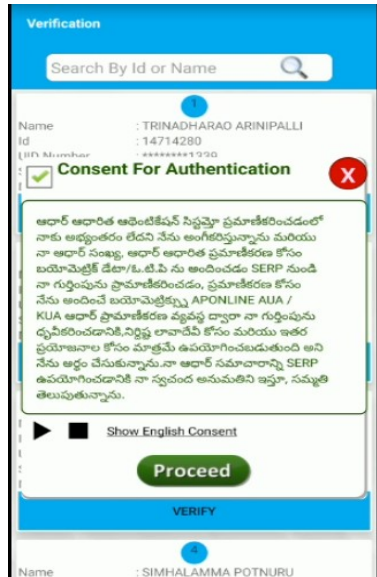 Verification
Search By Id or Name
1
Name : TRINADHARAO ARINIPALLI
Id : 14714280
UID Number : ********1339
Consent For Authentication
X
ఆధార్ ఆధారిత ఆథెంటికేషన్ సిస్టమ్తో ప్రమాణీకరించడంలో
నాకు అభ్యంతరం లేదని నేను అంగీకరిస్తున్నాను మరియు
నా ఆధార్ సంఖ్య, ఆధార్ ఆధారిత ప్రమాణీకరణ కోసం
బయోమెట్రిక్ డేటా/ఓ.టి.పి ను అందించడం SERP నుండి
నా గుర్తింపును ప్రామాణీకరించడం, ప్రమాణీకరణ కోసం
నేను అందించే బయోమెట్రిక్స్ను APONLINE AUA /
KUA ఆధార్ ప్రామాణీకరణ వ్యవస్థ ద్వారా నా గుర్తింపును
ధృవీకరించడానికి,నిర్దిష్ట లావాదేవీ కోసం మరియు ఇతర
ప్రయోజనాల కోసం మాత్రమే ఉపయోగించబడుతుంది అని
నేను అర్థం చేసుకున్నాను.నా ఆధార్ సమాచారాన్ని SERP
ఉపయోగించడానికి నా స్వచంద అనుమతిని ఇస్తూ, సమ్మతి
తెలుపుతున్నాను.
Show English Consent
Proceed
VERIFY
4
Name : SIMHALAMMA POTNURU